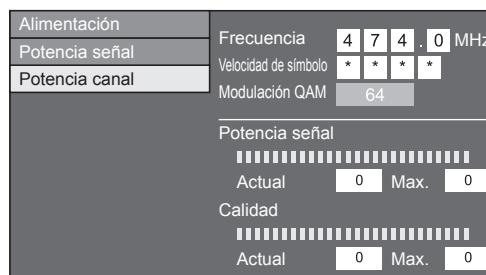 Alimentación
Potencia señal
Potencia canal
Frecuencia 4 7 4 . 0 MHz
Velocidad de símbolo * * * *
Modulación QAM 64
Potencia señal
Actual 0 Max. 0
Calidad
Actual 0 Max. 0